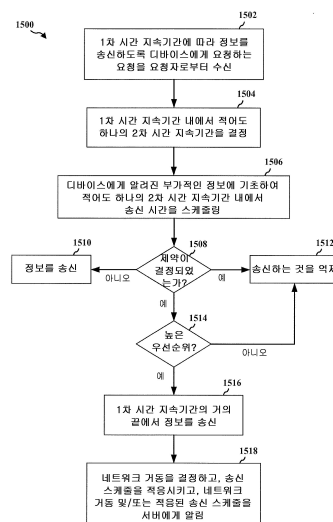 1500
1502
1차 시간 지속기간에 따라 정보를
송신하도록 디바이스에게 요청하는
요청을 요청자로부터 수신
1504
1차 시간 지속기간 내에서 적어도
하나의 2차 시간 지속기간을 결정
1506
디바이스에게 알려진 부가적인 정보에 기초하여
적어도 하나의 2차 시간 지속기간 내에서
송신 시간을 스케줄링
1510
정보를 송신
1508
제약이
결정되었
는가?
1512
송신하는 것을 억제
아니오
예
예
1514
높은
우선순위?
아니오
예
1516
1차 시간 지속기간의 거의
끝에서 정보를 송신
1518
네트워크 거동을 결정하고, 송신
스케줄을 적응시키고, 네트워크
거동 및/또는 적응된 송신 스케줄을
서버에게 알림